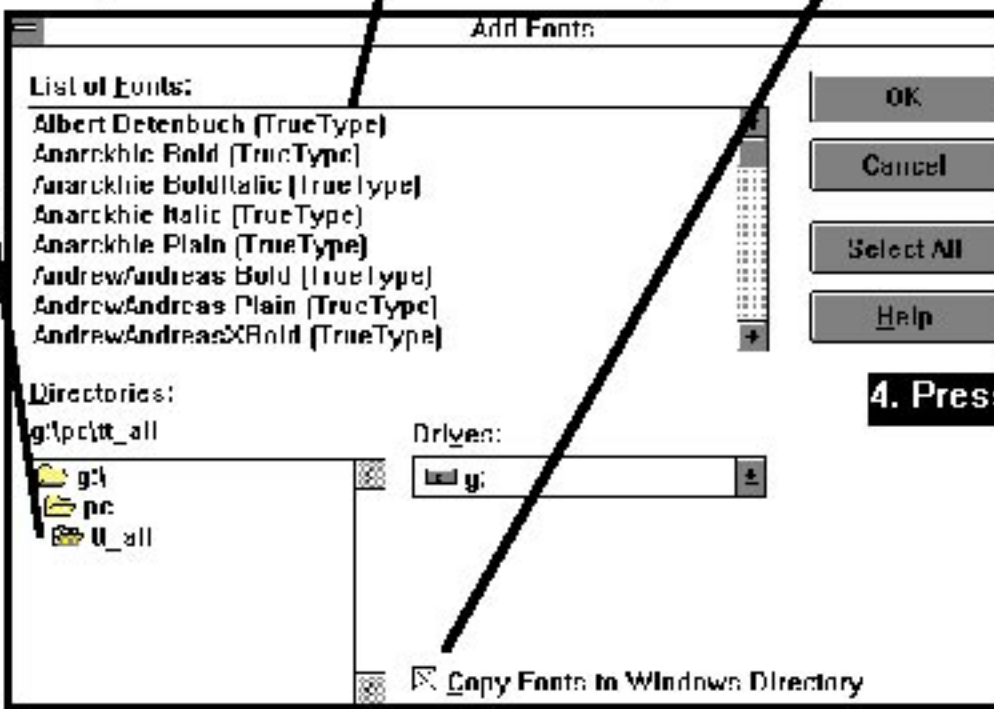 Add Fonts
List of Fonts:
Albert Betenbuch (TrueType)
Anarckhie Bold (TrueType)
Anarckhie BoldItalic (TrueType)
Anarckhie Italic (TrueType)
Anarckhie Plain (TrueType)
AndrewAndreas Bold (TrueType)
AndrewAndreas Plain (TrueType)
AndrewAndreasXBold (TrueType)
OK
Cancel
Select All
Help
4. Press
Directories:
g:\pc\tt_all
g:\
pc
tt_all
Drives:
g:
Copy Fonts to Windows Directory